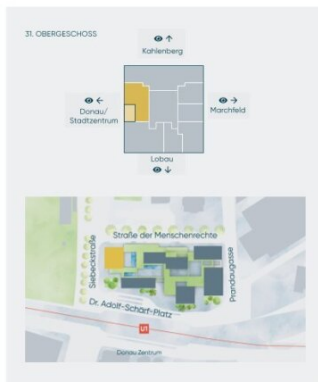 31. OBERGESCHOSS
Kahlenberg
Donau/
Stadtzentrum
Marchfeld
Lobau
Straße der Menschenrechte
Siebeckstraße
Prandaugasse
Dr. Adolf-Schärf-Platz
U1
Donau Zentrum